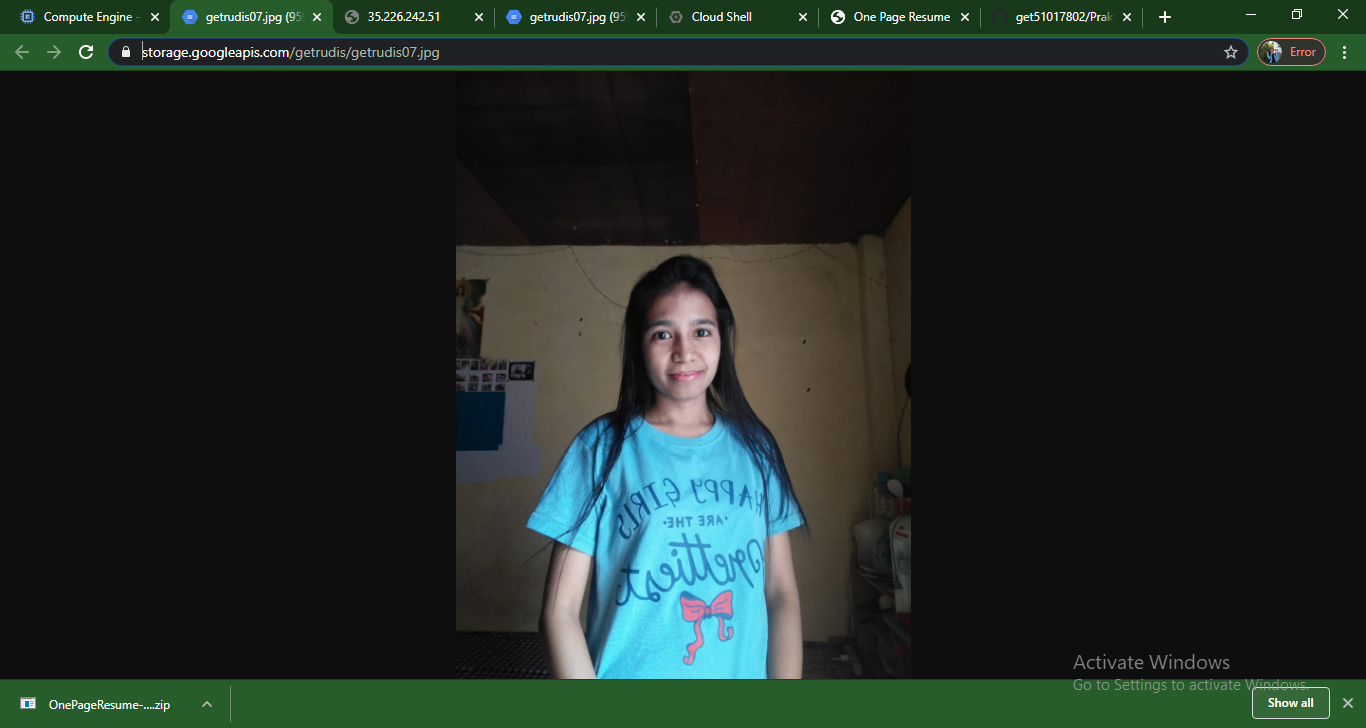 Compute Engine -
getrudis07.jpg (95
35.226.242.51
getrudis07.jpg (95
Cloud Shell
One Page Resume
get51017802/Prak
storage.googleapis.com/getrudis/getrudis07.jpg
Error
HAPPY GIRLS
·ARE THE·
Prettiest
Activate Windows
Go to Settings to activate Windows.
OnePageResume-....zip
Show all